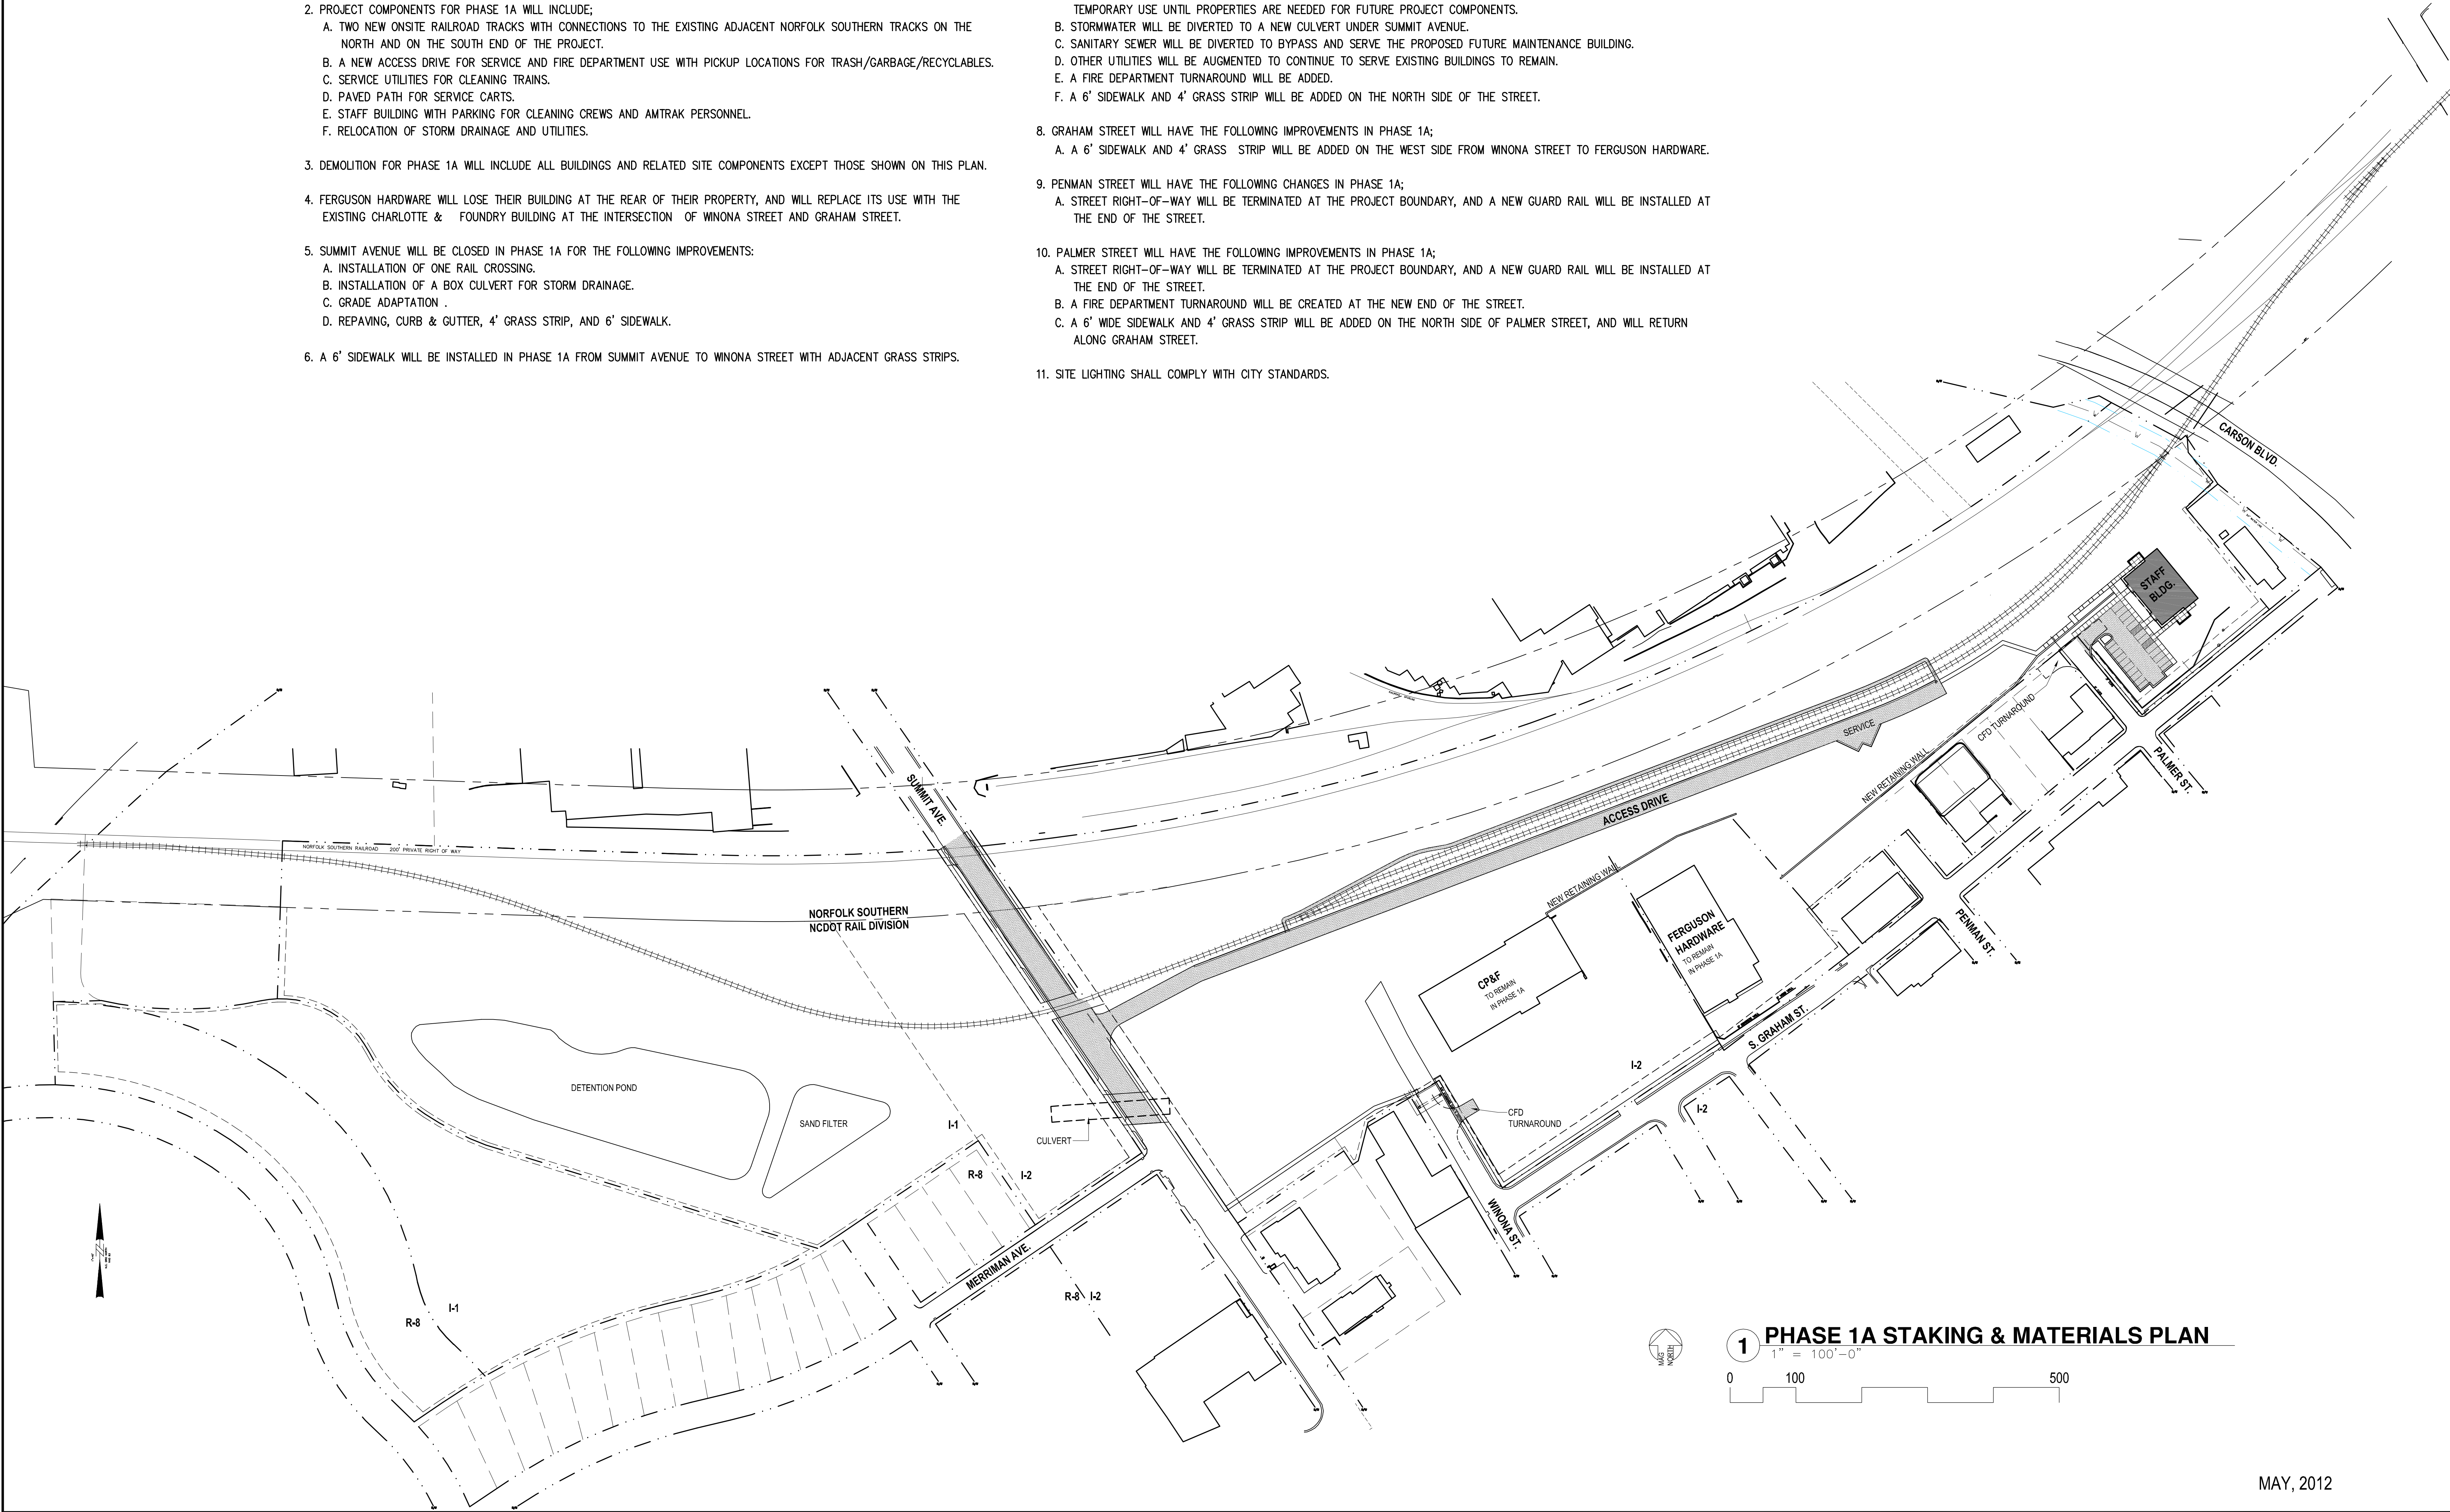 2. PROJECT COMPONENTS FOR PHASE 1A WILL INCLUDE;
A. TWO NEW ONSITE RAILROAD TRACKS WITH CONNECTIONS TO THE EXISTING ADJACENT NORFOLK SOUTHERN TRACKS ON THE
NORTH AND ON THE SOUTH END OF THE PROJECT.
B. A NEW ACCESS DRIVE FOR SERVICE AND FIRE DEPARTMENT USE WITH PICKUP LOCATIONS FOR TRASH/GARBAGE/RECYCLABLES.
C. SERVICE UTILITIES FOR CLEANING TRAINS.
D. PAVED PATH FOR SERVICE CARTS.
E. STAFF BUILDING WITH PARKING FOR CLEANING CREWS AND AMTRAK PERSONNEL.
F. RELOCATION OF STORM DRAINAGE AND UTILITIES.
3. DEMOLITION FOR PHASE 1A WILL INCLUDE ALL BUILDINGS AND RELATED SITE COMPONENTS EXCEPT THOSE SHOWN ON THIS PLAN.
4. FERGUSON HARDWARE WILL LOSE THEIR BUILDING AT THE REAR OF THEIR PROPERTY, AND WILL REPLACE ITS USE WITH THE
EXISTING CHARLOTTE & FOUNDRY BUILDING AT THE INTERSECTION OF WINONA STREET AND GRAHAM STREET.
5. SUMMIT AVENUE WILL BE CLOSED IN PHASE 1A FOR THE FOLLOWING IMPROVEMENTS:
A. INSTALLATION OF ONE RAIL CROSSING.
B. INSTALLATION OF A BOX CULVERT FOR STORM DRAINAGE.
C. GRADE ADAPTATION .
D. REPAVING, CURB & GUTTER, 4' GRASS STRIP, AND 6' SIDEWALK.
6. A 6' SIDEWALK WILL BE INSTALLED IN PHASE 1A FROM SUMMIT AVENUE TO WINONA STREET WITH ADJACENT GRASS STRIPS.
TEMPORARY USE UNTIL PROPERTIES ARE NEEDED FOR FUTURE PROJECT COMPONENTS.
B. STORMWATER WILL BE DIVERTED TO A NEW CULVERT UNDER SUMMIT AVENUE.
C. SANITARY SEWER WILL BE DIVERTED TO BYPASS AND SERVE THE PROPOSED FUTURE MAINTENANCE BUILDING.
D. OTHER UTILITIES WILL BE AUGMENTED TO CONTINUE TO SERVE EXISTING BUILDINGS TO REMAIN.
E. A FIRE DEPARTMENT TURNAROUND WILL BE ADDED.
F. A 6' SIDEWALK AND 4' GRASS STRIP WILL BE ADDED ON THE NORTH SIDE OF THE STREET.
8. GRAHAM STREET WILL HAVE THE FOLLOWING IMPROVEMENTS IN PHASE 1A;
A. A 6' SIDEWALK AND 4' GRASS STRIP WILL BE ADDED ON THE WEST SIDE FROM WINONA STREET TO FERGUSON HARDWARE.
9. PENMAN STREET WILL HAVE THE FOLLOWING CHANGES IN PHASE 1A;
A. STREET RIGHT-OF-WAY WILL BE TERMINATED AT THE PROJECT BOUNDARY, AND A NEW GUARD RAIL WILL BE INSTALLED AT
THE END OF THE STREET.
10. PALMER STREET WILL HAVE THE FOLLOWING IMPROVEMENTS IN PHASE 1A;
A. STREET RIGHT-OF-WAY WILL BE TERMINATED AT THE PROJECT BOUNDARY, AND A NEW GUARD RAIL WILL BE INSTALLED AT
THE END OF THE STREET.
B. A FIRE DEPARTMENT TURNAROUND WILL BE CREATED AT THE NEW END OF THE STREET.
C. A 6' WIDE SIDEWALK AND 4' GRASS STRIP WILL BE ADDED ON THE NORTH SIDE OF PALMER STREET, AND WILL RETURN
ALONG GRAHAM STREET.
11. SITE LIGHTING SHALL COMPLY WITH CITY STANDARDS.
CARSON BLVD.
STAFF
BLDG.
CFD TURNAROUND
SERVICE
PALMER ST.
NEW RETAINING WALL
SUMMIT AVE.
ACCESS DRIVE
NORFOLK SOUTHERN RAILROAD 200' PRIVATE RIGHT OF WAY
NEW RETAINING WALL
NORFOLK SOUTHERN
NCDOT RAIL DIVISION
FERGUSON
HARDWARE
TO REMAIN
IN PHASE 1A
PENMAN ST.
CP&F
TO REMAIN
IN PHASE 1A
S. GRAHAM ST.
I-2
DETENTION POND
SAND FILTER
I-1
CULVERT
CFD
TURNAROUND
I-2
R-8
I-2
WINONA ST.
MERRIMAN AVE.
R-8
I-2
I-1
R-8
MAG
NORTH
1
PHASE 1A STAKING & MATERIALS PLAN
1" = 100'-0"
0 100 500
MAY, 2012